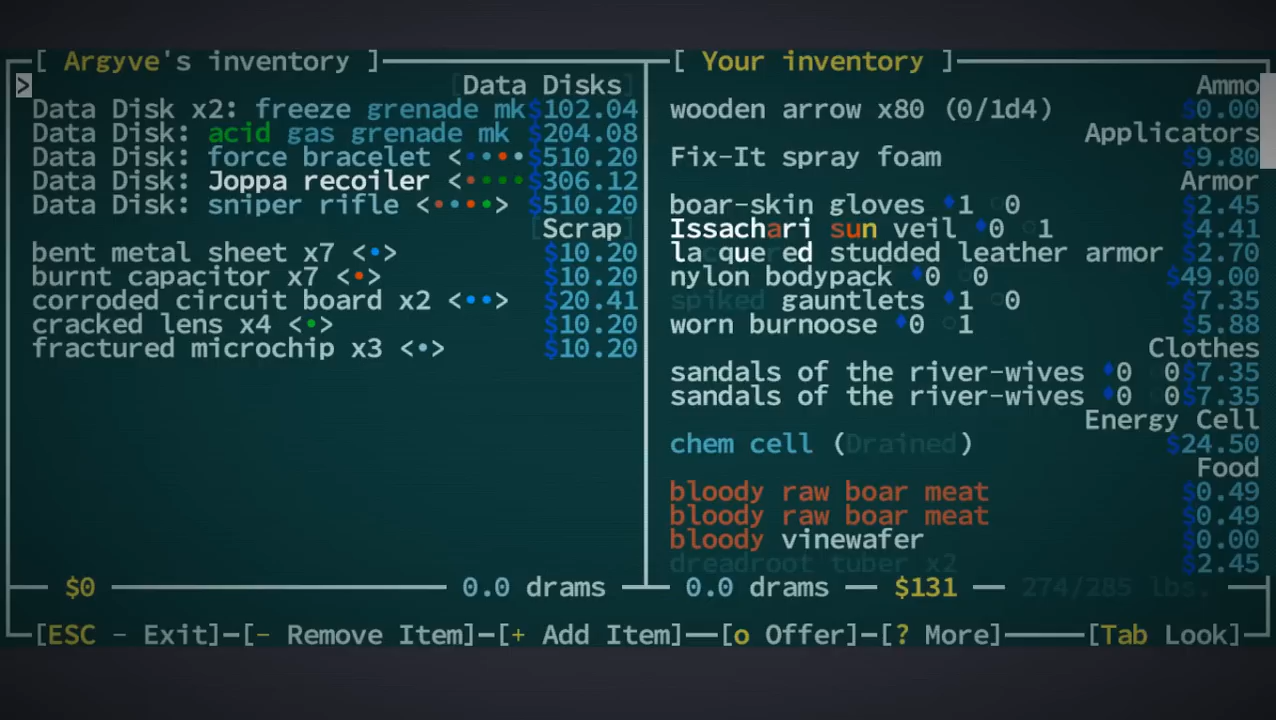 [ Argyve's inventory ]
>
[Data Disks]
Data Disk x2: freeze grenade mk $102.04
Data Disk: acid gas grenade mk $204.08
Data Disk: force bracelet <•••• $510.20
Data Disk: Joppa recoiler <••••• $306.12
Data Disk: sniper rifle <••••> $510.20
[Scrap]
bent metal sheet x7 <•> $10.20
burnt capacitor x7 <•> $10.20
corroded circuit board x2 <••> $20.41
cracked lens x4 <•> $10.20
fractured microchip x3 <•> $10.20
$0
0.0 drams
[ Your inventory ]
Ammo
wooden arrow x80 (0/1d4) $0.00
Applicators
Fix-It spray foam $9.80
Armor
boar-skin gloves ♦1 ○0 $2.45
Issachari sun veil ♦0 ○1 $4.41
lacquered studded leather armor $2.70
nylon bodypack ♦0 ○0 $49.00
spiked gauntlets ♦1 ○0 $7.35
worn burnoose ♦0 ○1 $5.88
Clothes
sandals of the river-wives ♦0 ○0 $7.35
sandals of the river-wives ♦0 ○0 $7.35
Energy Cell
chem cell (Drained) $24.50
Food
bloody raw boar meat $0.49
bloody raw boar meat $0.49
bloody vinewafer $0.00
dreadroot tuber x2 $2.45
0.0 drams
$131
274/285 lbs.
[ESC - Exit]
[- Remove Item]
[+ Add Item]
[o Offer]
[? More]
[Tab Look]